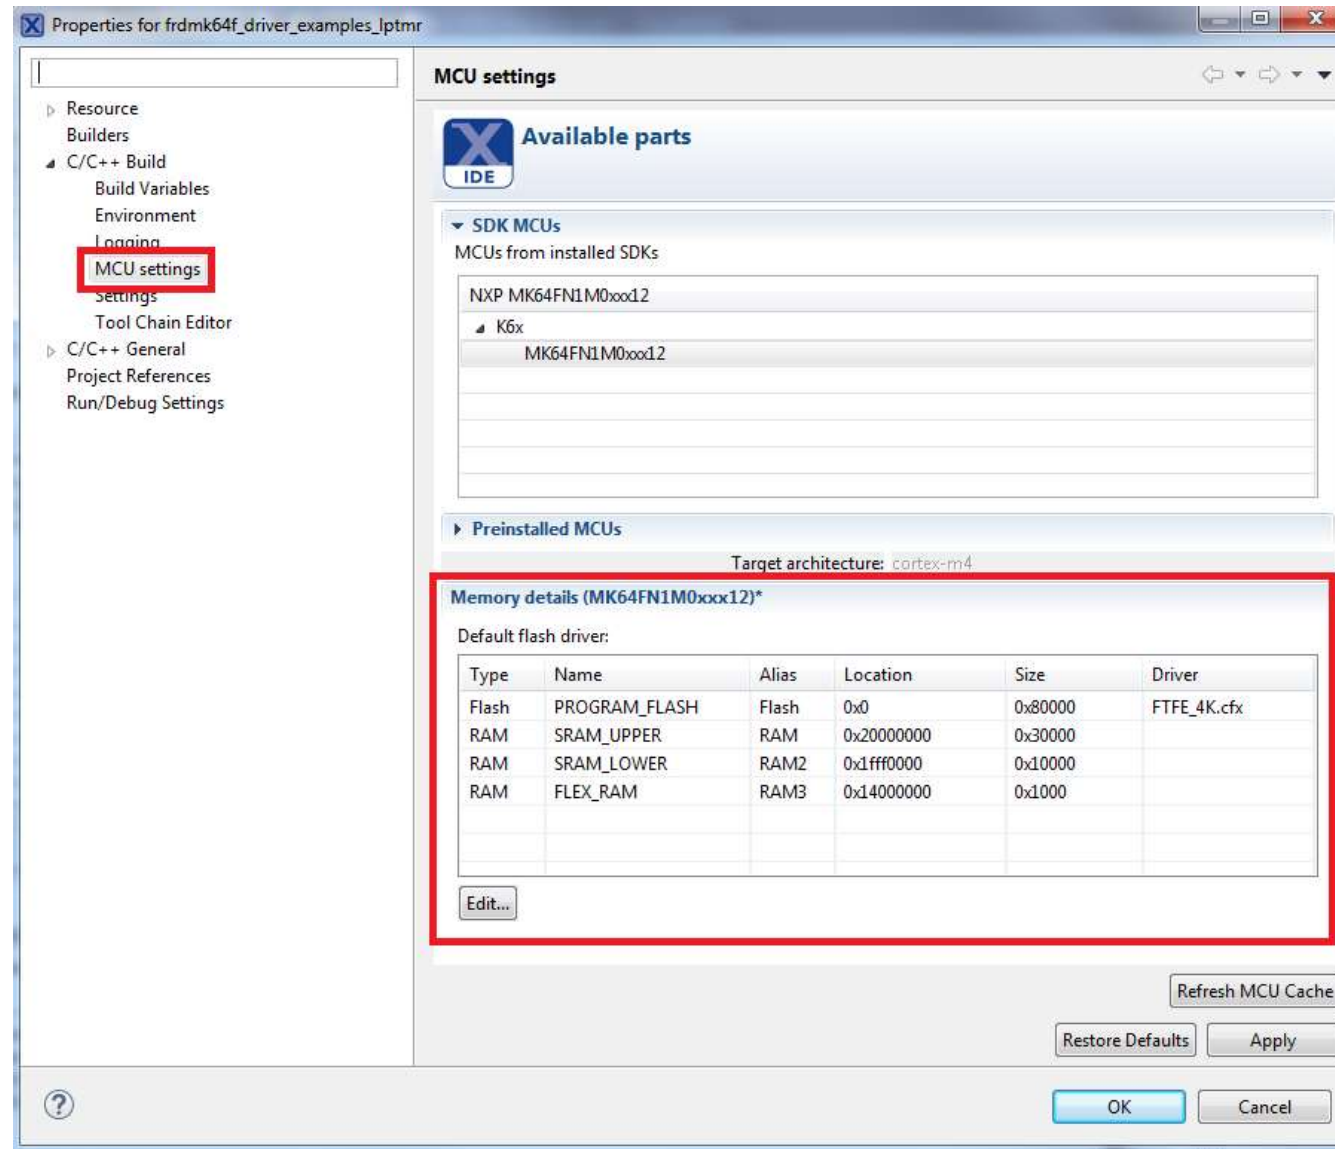 Properties for frdmk64f_driver_examples_lptmr
MCU settings
Resource
Builders
C/C++ Build
Build Variables
Environment
Logging
MCU settings
Settings
Tool Chain Editor
C/C++ General
Project References
Run/Debug Settings
IDE
Available parts
SDK MCUs
MCUs from installed SDKs
NXP MK64FN1M0xxx12
K6x
MK64FN1M0xxx12
Preinstalled MCUs
Target architecture: cortex-m4
Memory details (MK64FN1M0xxx12)*
Default flash driver:
Type Name Alias Location Size Driver
Flash PROGRAM_FLASH Flash 0x0 0x80000 FTFE_4K.cfx
RAM SRAM_UPPER RAM 0x20000000 0x30000
RAM SRAM_LOWER RAM2 0x1fff0000 0x10000
RAM FLEX_RAM RAM3 0x14000000 0x1000
Edit...
Refresh MCU Cache
Restore Defaults Apply
OK Cancel